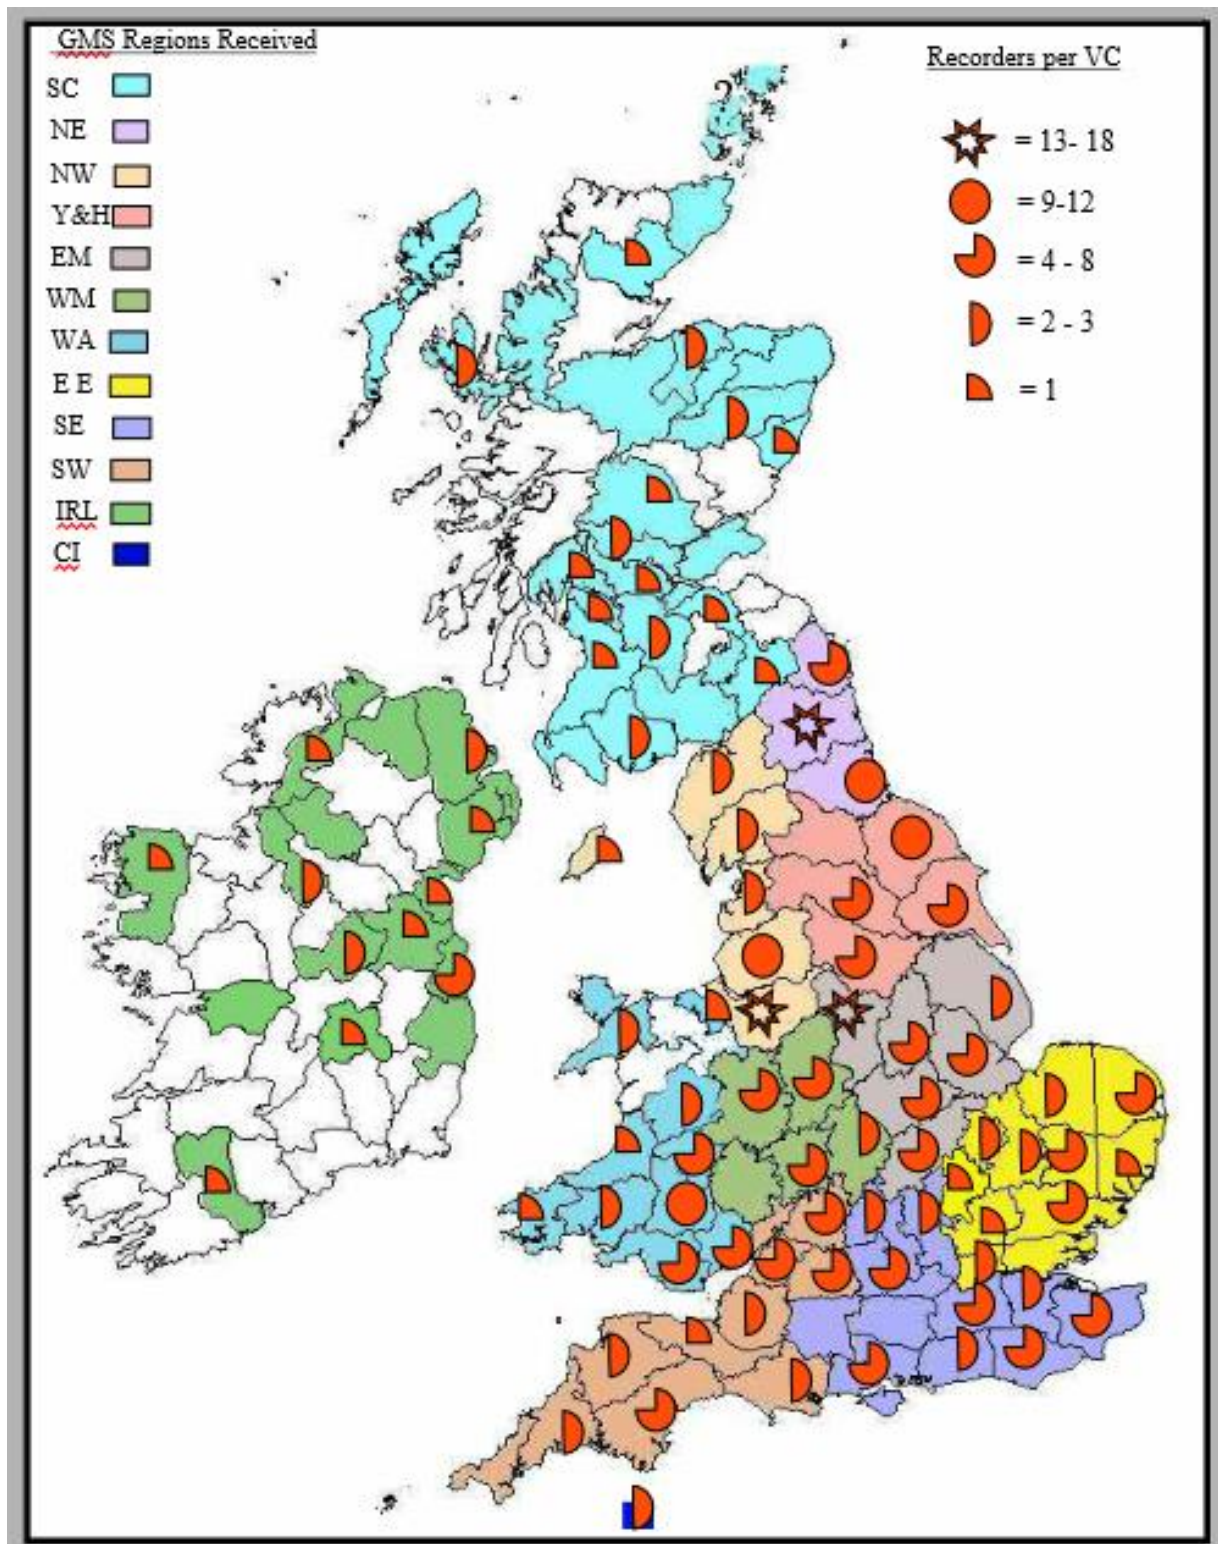 GMS Regions Received
SC
NE
NW
Y&H
EM
WM
WA
E E
SE
SW
IRL
CI
Recorders per VC
= 13- 18
= 9-12
= 4 - 8
= 2 - 3
= 1
?